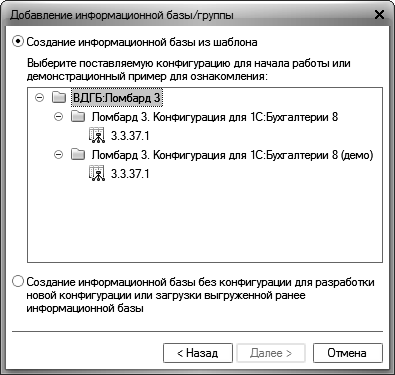 Добавление информационной базы/группы
Создание информационной базы из шаблона
Выберите поставляемую конфигурацию для начала работы или
демонстрационный пример для ознакомления:
ВДГБ:Ломбард 3
Ломбард 3. Конфигурация для 1С:Бухгалтерии 8
3.3.37.1
Ломбард 3. Конфигурация для 1С:Бухгалтерии 8 (демо)
3.3.37.1
Создание информационной базы без конфигурации для разработки
новой конфигурации или загрузки выгруженной ранее
информационной базы
< Назад
Далее >
Отмена